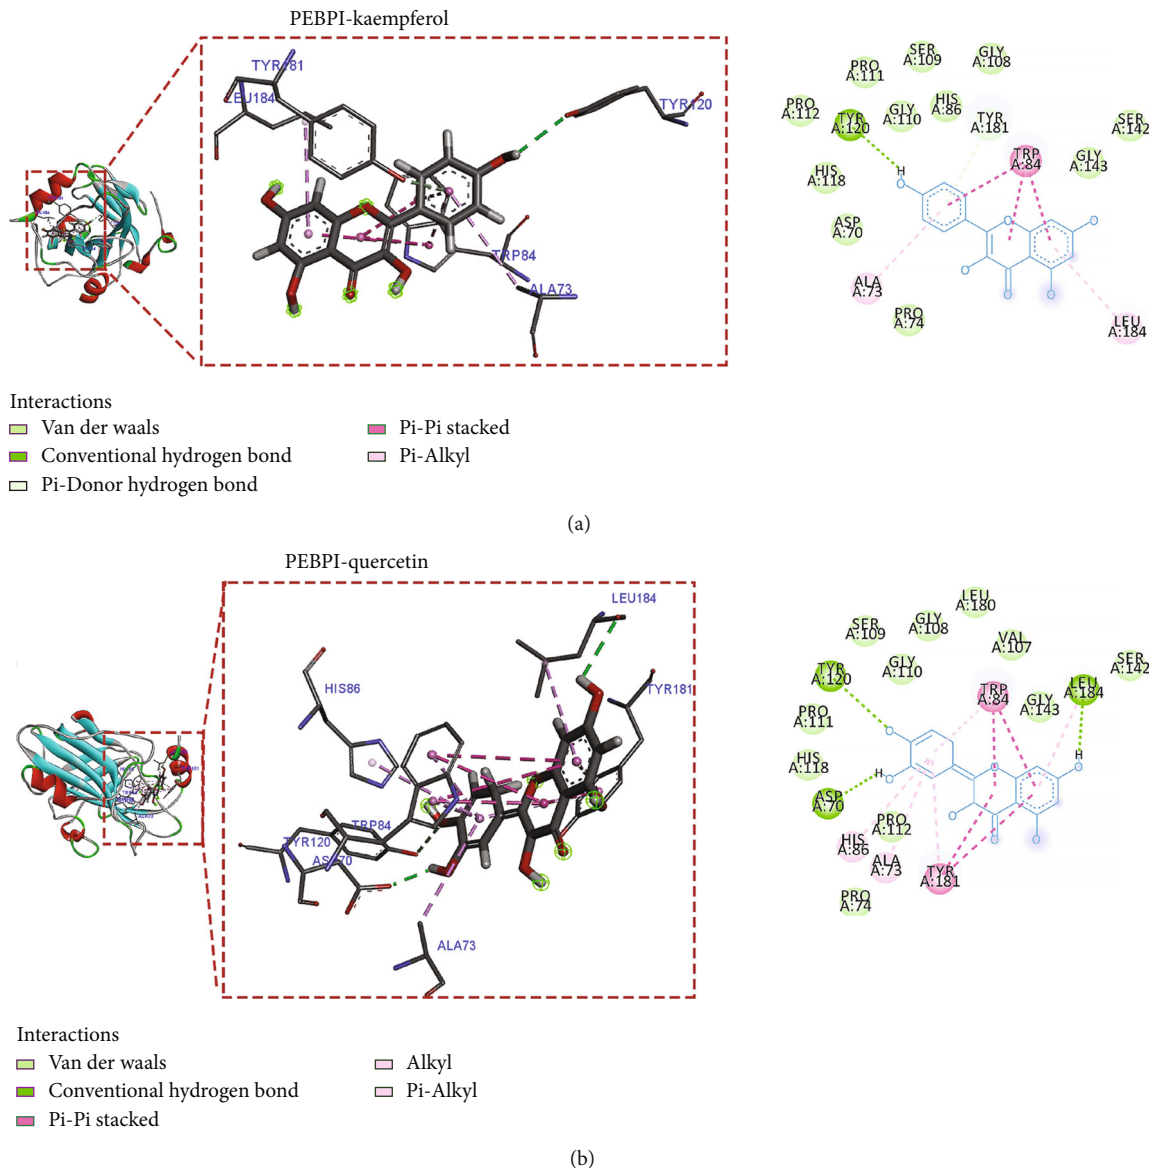 PEBPI-kaempferol
TYR181
LEU184
TYR120
TRP84
ALA73
SER
A:109
GLY
A:108
PRO
A:111
PRO
A:112
TYR
A:120
GLY
A:110
HIS
A:86
TYR
A:181
SER
A:142
TRP
A:84
GLY
A:143
HIS
A:118
H
O
ASP
A:70
O
O
ALA
A:73
O
O
O
PRO
A:74
LEU
A:184
Interactions
Van der waals
Conventional hydrogen bond
Pi-Donor hydrogen bond
Pi-Pi stacked
Pi-Alkyl
(a)
PEBPI-quercetin
LEU184
HIS86
TYR181
TRP84
TYR120
ASP70
ALA73
LEU
A:180
SER
A:109
GLY
A:108
VAL
A:107
TYR
A:120
GLY
A:110
SER
A:142
TRP
A:84
LEU
A:184
GLY
A:143
PRO
A:111
O
H
HIS
A:118
H
O
O
O
ASP
A:70
O
PRO
A:112
O
O
HIS
A:86
ALA
A:73
TYR
A:181
PRO
A:74
Interactions
Van der waals
Conventional hydrogen bond
Pi-Pi stacked
Alkyl
Pi-Alkyl
(b)